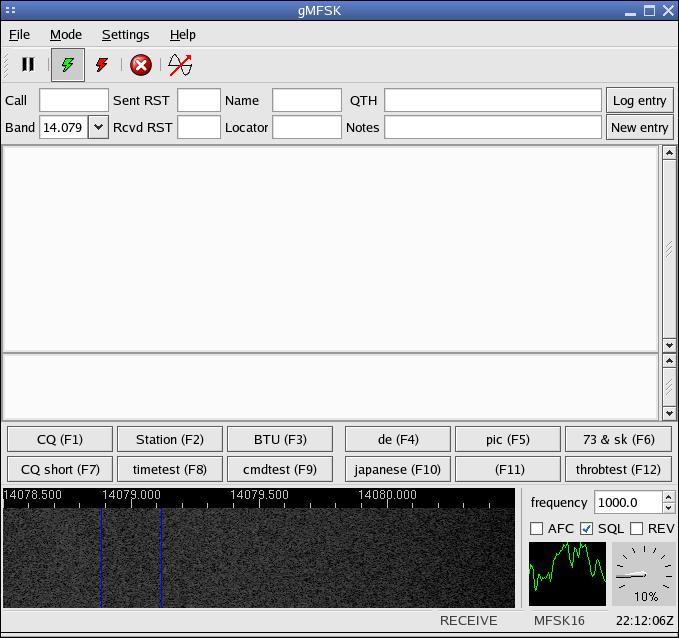 gMFSK
File Mode Settings Help
Call Sent RST Name QTH Log entry
Band 14.079 Rcvd RST Locator Notes New entry
CQ (F1) Station (F2) BTU (F3) de (F4) pic (F5) 73 & sk (F6)
CQ short (F7) timetest (F8) cmdtest (F9) japanese (F10) (F11) throbtest (F12)
14078.500 14079.000 14079.500 14080.000
frequency 1000.0
AFC SQL REV
10%
RECEIVE MFSK16 22:12:06Z